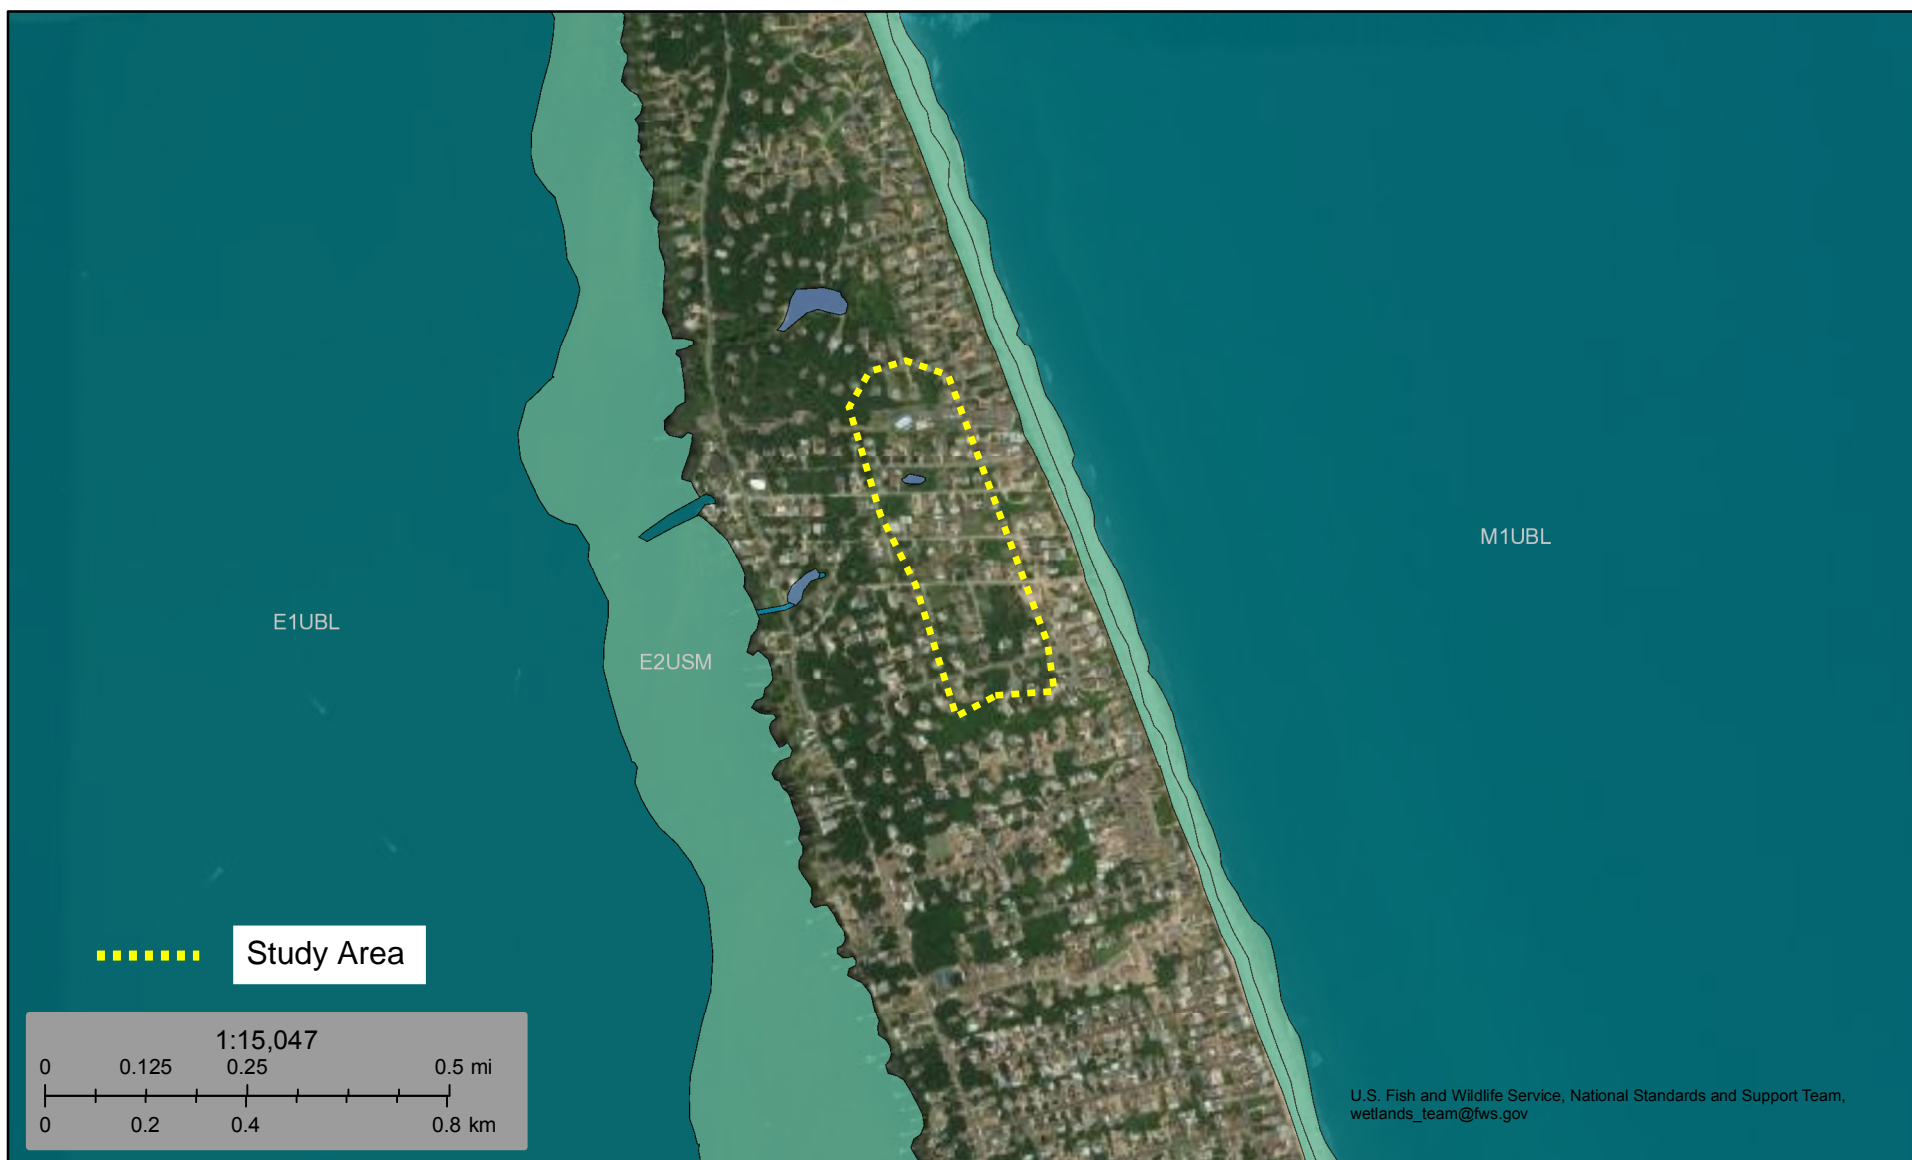 M1UBL
E1UBL
E2USM
Study Area
1:15,047
0 0.125 0.25 0.5 mi
0 0.2 0.4 0.8 km
U.S. Fish and Wildlife Service, National Standards and Support Team,
wetlands_team@fws.gov